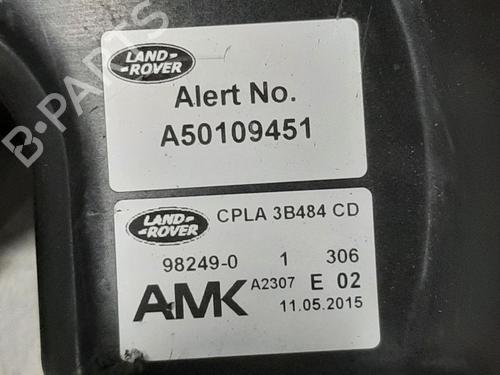 LAND-
ROVER
Alert No.
A50109451
LAND-
ROVER
CPLA 3B484 CD
98249-0 1 306
AMK A2307 E 02
11.05.2015
B-PARTS